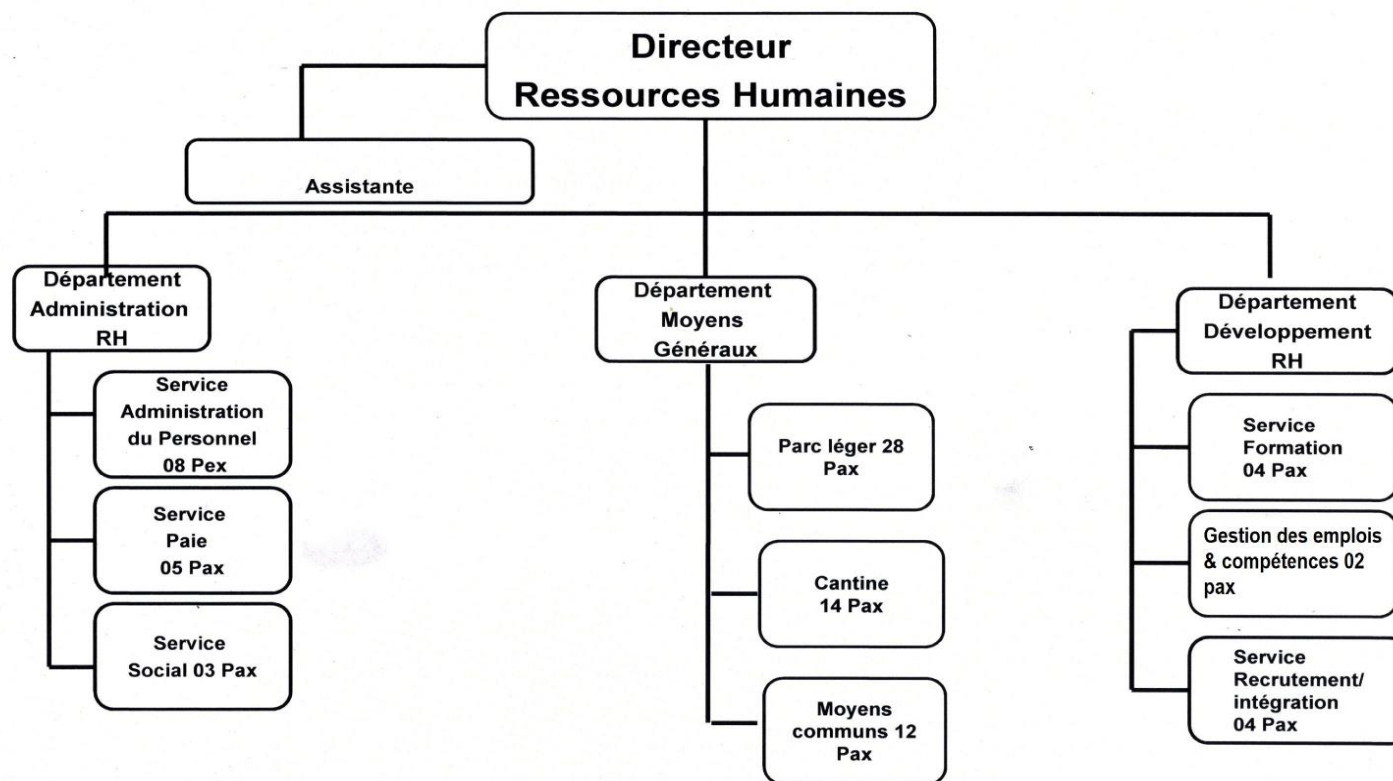 Directeur
Ressources Humaines
Assistante
Département
Administration
RH
Service
Administration
du Personnel
08 Pex
Service
Paie
05 Pax
Service
Social 03 Pax
Département
Moyens
Généraux
Parc léger 28
Pax
Cantine
14 Pax
Moyens
communs 12
Pax
Département
Développement
RH
Service
Formation
04 Pax
Gestion des emplois
& compétences 02
pax
Service
Recrutement/
intégration
04 Pax